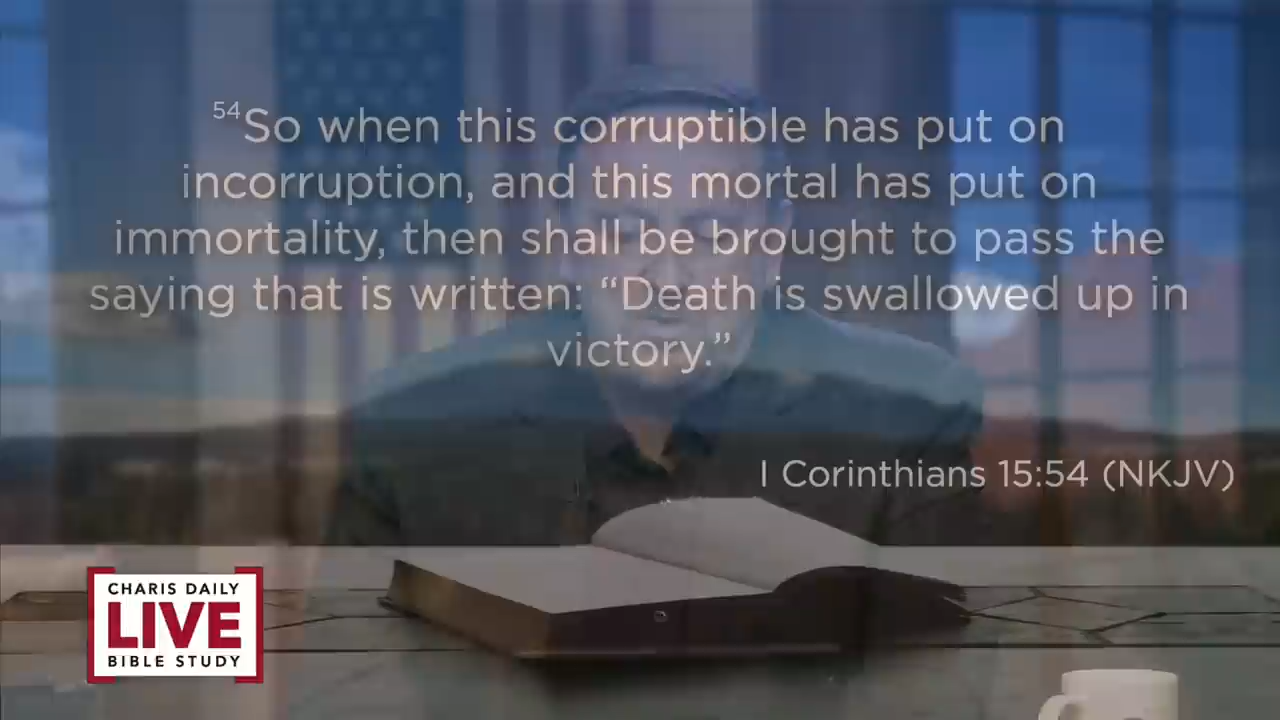 ⁵⁴So when this corruptible has put on
incorruption, and this mortal has put on
immortality, then shall be brought to pass the
saying that is written: “Death is swallowed up in
victory.”
I Corinthians 15:54 (NKJV)
CHARIS DAILY
LIVE
BIBLE STUDY